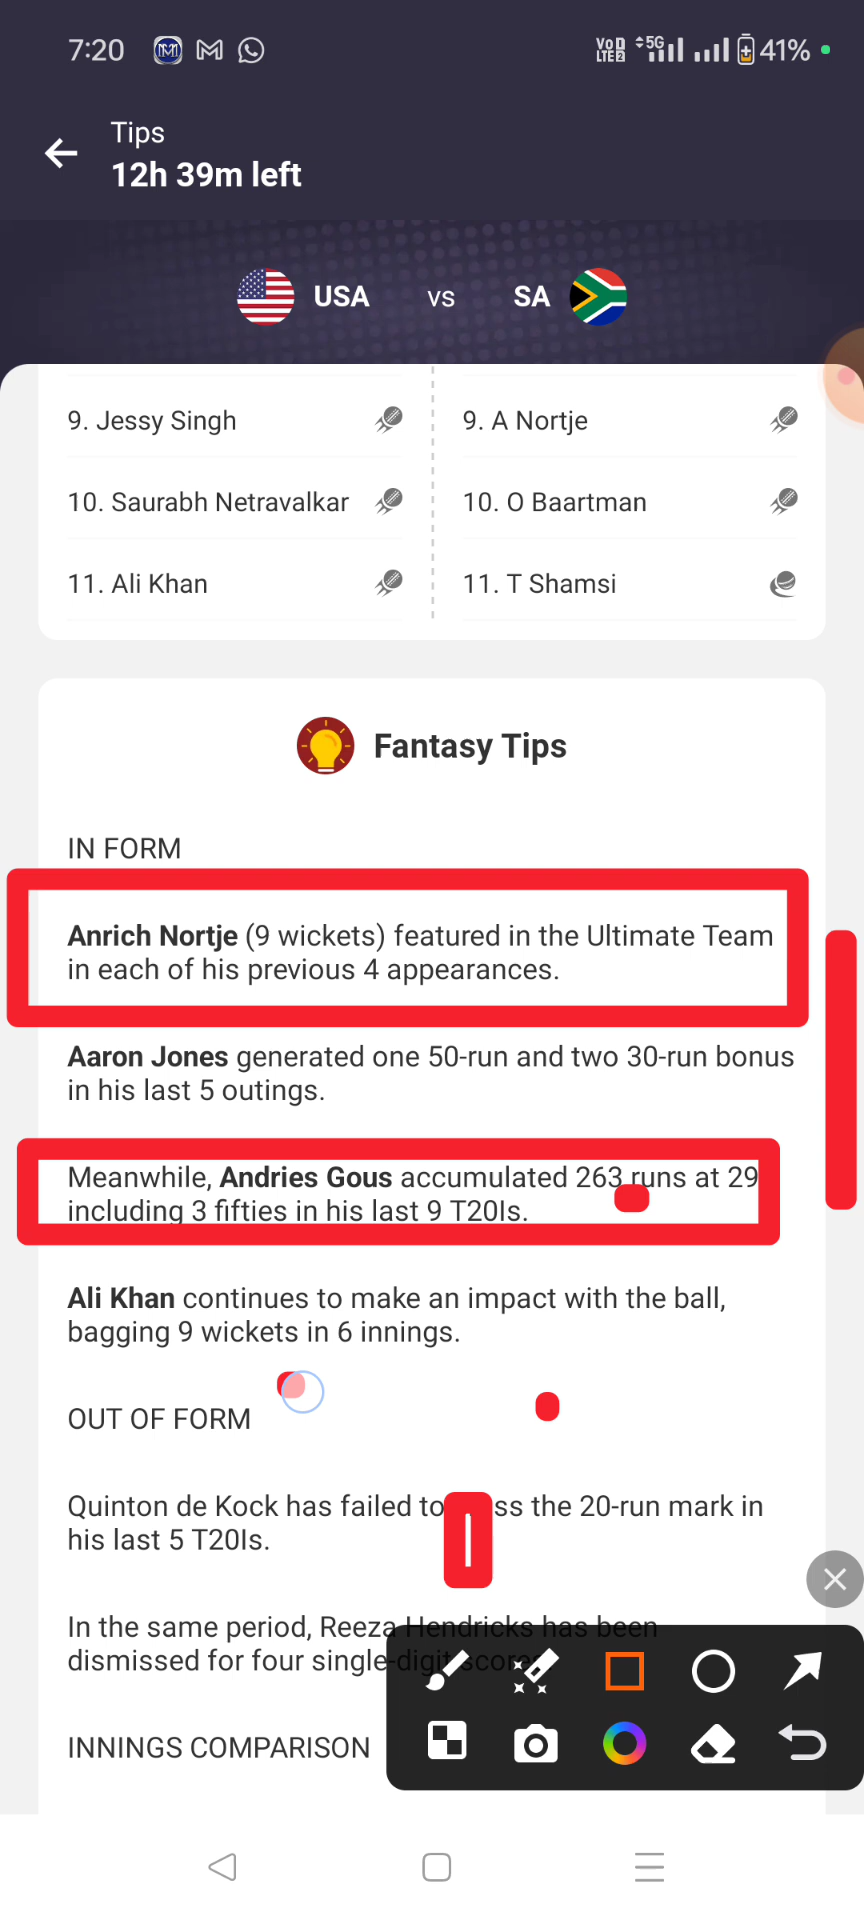 7:20
Vo LTE2 5G 41%
Tips
12h 39m left
USA vs SA
9. Jessy Singh 9. A Nortje
10. Saurabh Netravalkar 10. O Baartman
11. Ali Khan 11. T Shamsi
Fantasy Tips
IN FORM
Anrich Nortje (9 wickets) featured in the Ultimate Team
in each of his previous 4 appearances.
Aaron Jones generated one 50-run and two 30-run bonus
in his last 5 outings.
Meanwhile, Andries Gous accumulated 263 runs at 29
including 3 fifties in his last 9 T20Is.
Ali Khan continues to make an impact with the ball,
bagging 9 wickets in 6 innings.
OUT OF FORM
Quinton de Kock has failed to ss the 20-run mark in
his last 5 T20Is.
In the same period, Reeza Hendricks has been
dismissed for four single-digit scores
INNINGS COMPARISON